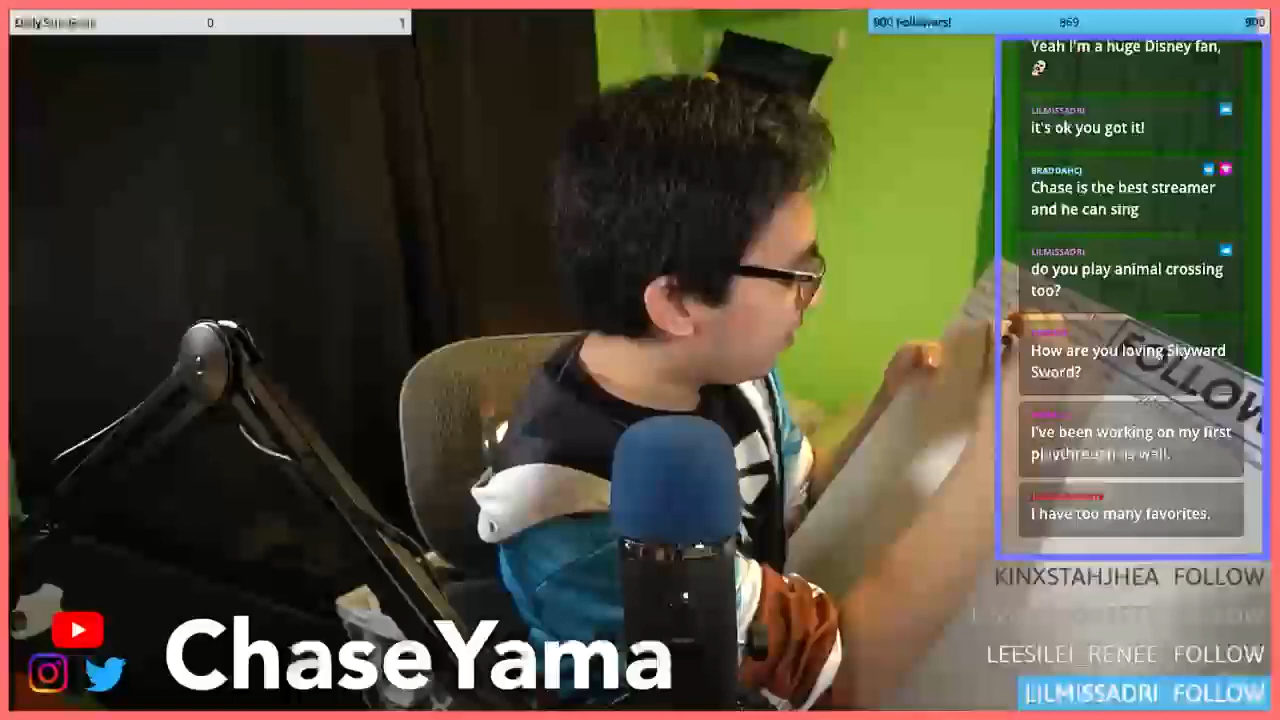 0
1
900 Followers!
869
900
Yeah I'm a huge Disney fan,
LILMISSADRI
it's ok you got it!
BRADDAHCJ
Chase is the best streamer
and he can sing
LILMISSADRI
do you play animal crossing
too?
How are you loving Skyward
Sword?
I've been working on my first
playthrough as well.
I have too many favorites.
FOLLOW
KINXSTAHJHEA FOLLOW
FOLLOW
LEESILEI_RENEE FOLLOW
LILMISSADRI FOLLOW
ChaseYama